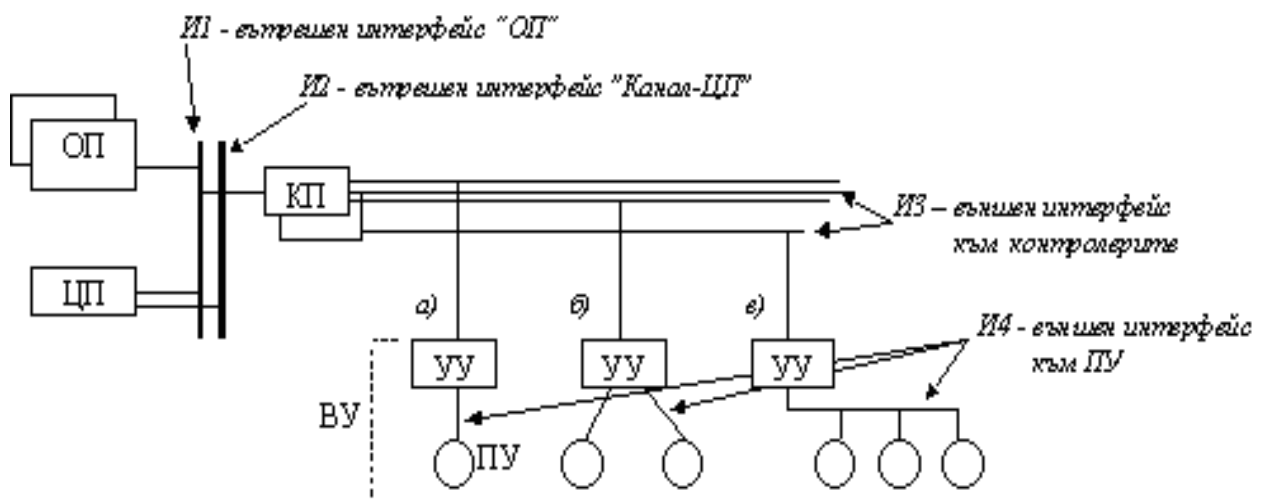 И1 - вътрешен интерфейс "ОП"
И2 - вътрешен интерфейс "Канал-ЦП"
ОП
КП
И3 – външен интерфейс
към контролерите
ЦП
а)
б)
в)
И4 - външен интерфейс
към ПУ
УУ
УУ
УУ
ВУ
ПУ